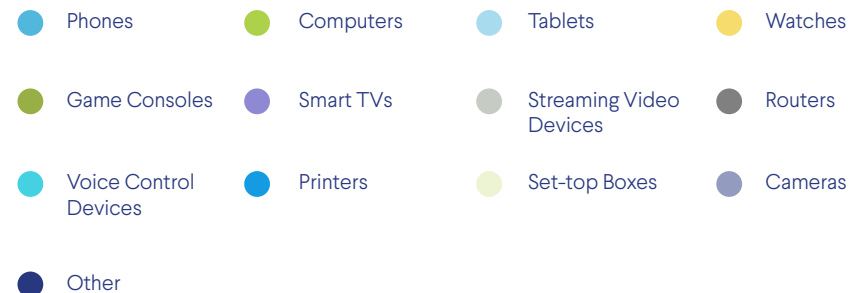 Phones
Computers
Tablets
Watches
Game Consoles
Smart TVs
Streaming Video
Devices
Routers
Voice Control
Devices
Printers
Set-top Boxes
Cameras
Other